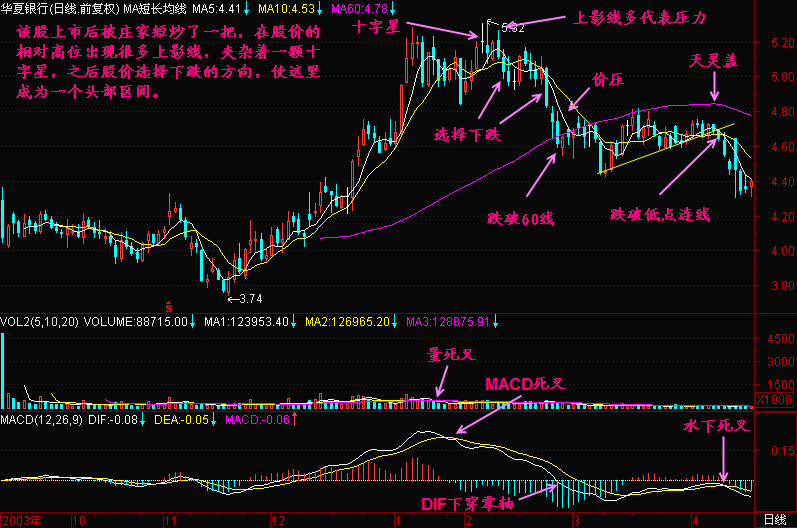 华夏银行(日线.前复权) MA短长均线 MA5:4.41↓ MA10:4.53↓ MA60:4.78↓
该股上市后被庄家短炒了一把，在股价的
相对高位出现很多上影线，夹杂着一颗十
字星，之后股价选择下跌的方向，使这里
成为一个头部区间。
十字星
5.32
上影线多代表压力
天灵盖
价压
选择下跌
跌破60线
跌破低点连线
←3.74
S
5.20
5.00
4.80
4.60
4.40
4.20
4.00
3.80
VOL2(5,10,20) VOLUME:88715.00↓ MA1:123953.40↓ MA2:126965.20↓ MA3:128875.91↓
量死叉
4500
3000
1500
X1000
MACD死叉
MACD(12,26,9) DIF:-0.08↓ DEA:-0.05↓ MACD:-0.06↑
水下死叉
0.15
DIF下穿零轴
0.00
2003年 10 11 12 1 2 3 4 日线